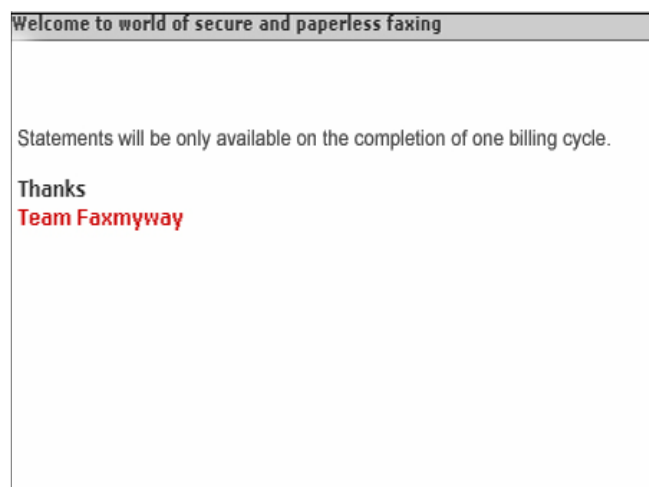 Welcome to world of secure and paperless faxing
Statements will be only available on the completion of one billing cycle.
Thanks
Team Faxmyway